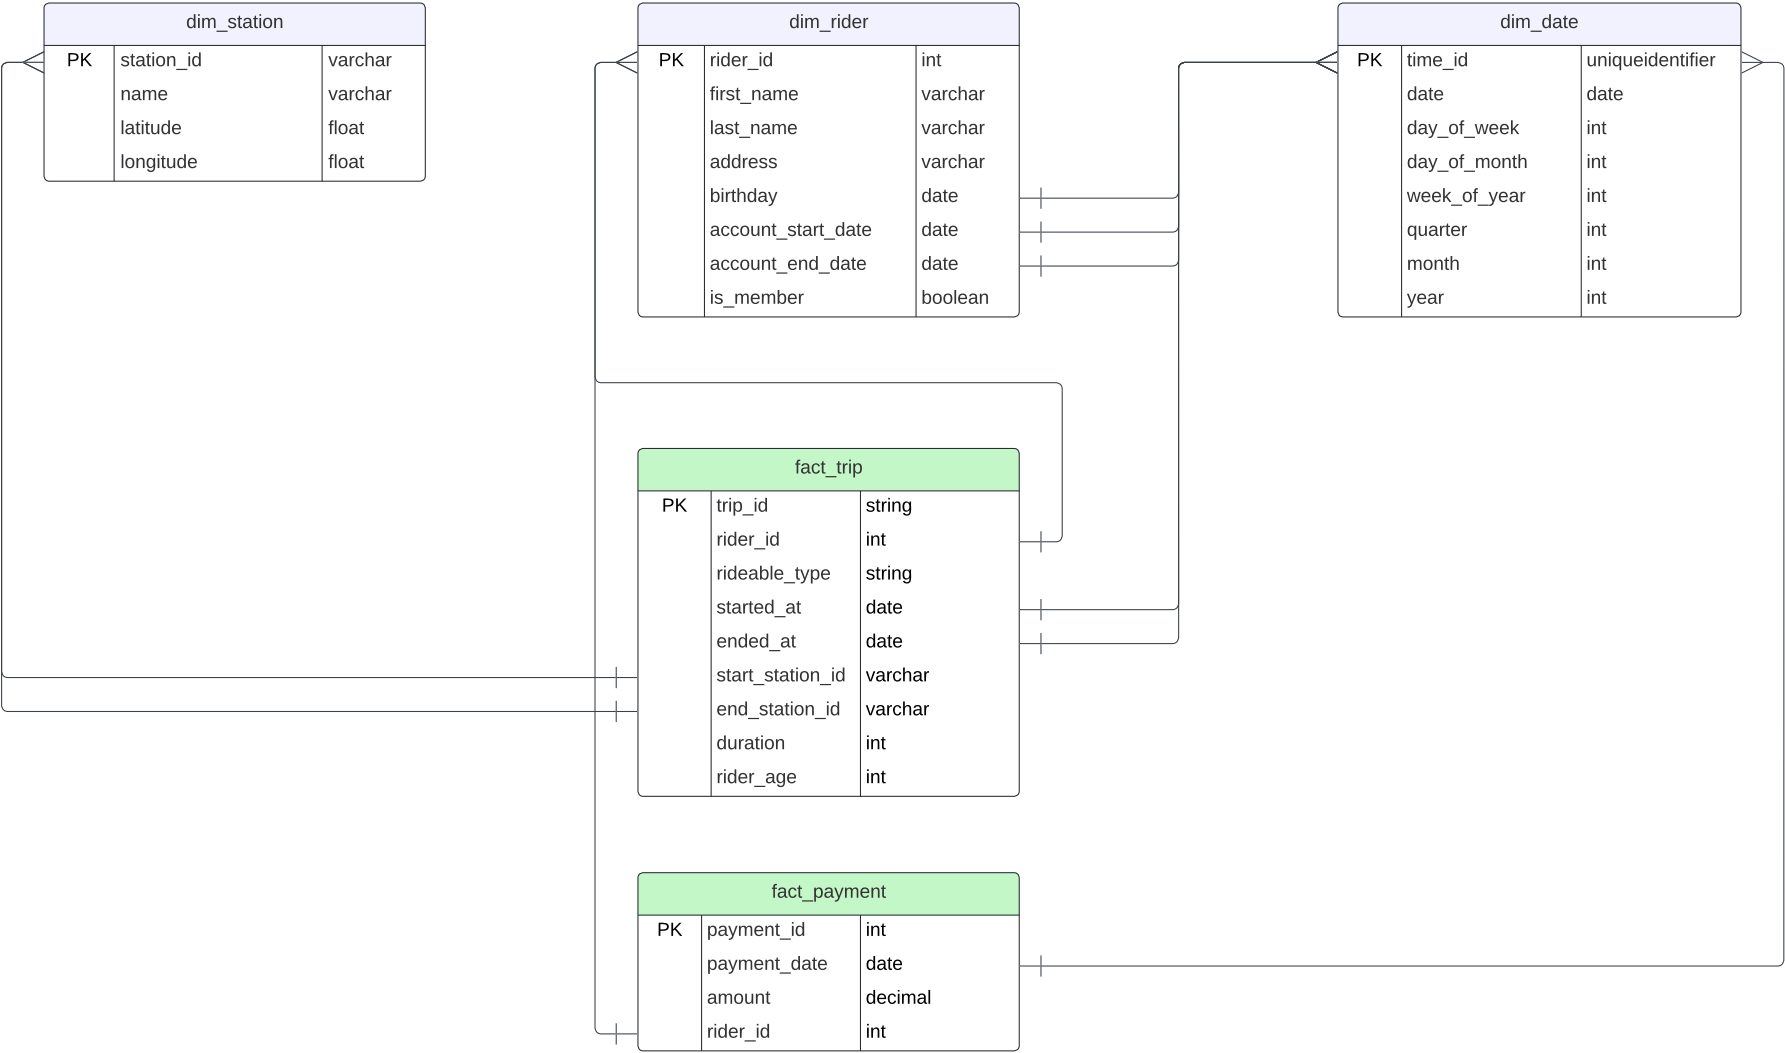 dim_station
PK station_id varchar
name varchar
latitude float
longitude float
dim_rider
PK rider_id int
first_name varchar
last_name varchar
address varchar
birthday date
account_start_date date
account_end_date date
is_member boolean
dim_date
PK time_id uniqueidentifier
date date
day_of_week int
day_of_month int
week_of_year int
quarter int
month int
year int
fact_trip
PK trip_id string
rider_id int
rideable_type string
started_at date
ended_at date
start_station_id varchar
end_station_id varchar
duration int
rider_age int
fact_payment
PK payment_id int
payment_date date
amount decimal
rider_id int